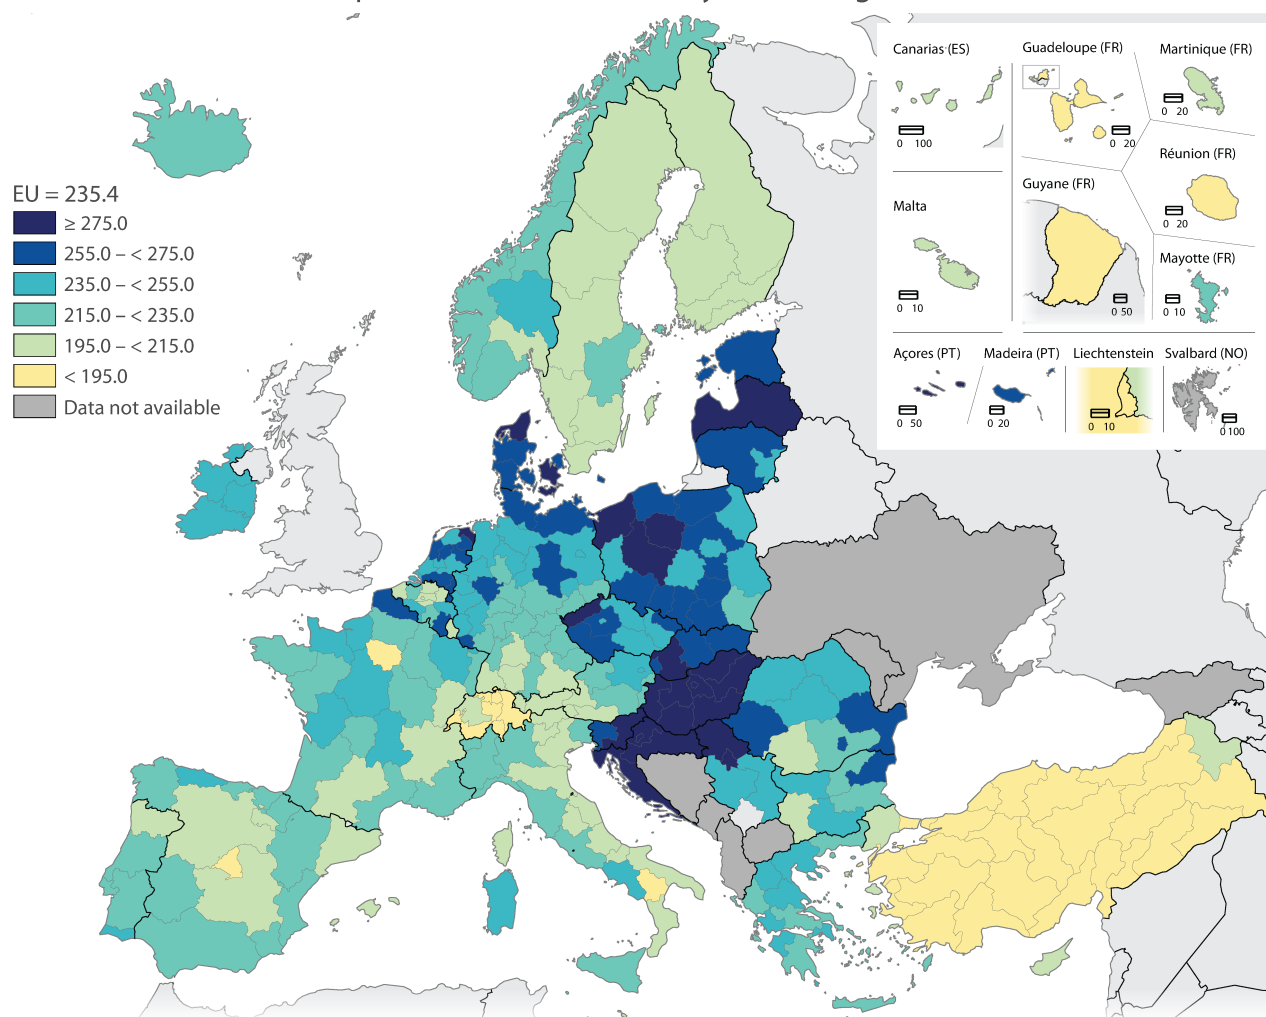 EU = 235.4
≥ 275.0
255.0 – < 275.0
235.0 – < 255.0
215.0 – < 235.0
195.0 – < 215.0
< 195.0
Data not available
Canarias (ES)
0 100
Guadeloupe (FR)
0 20
Martinique (FR)
0 20
Réunion (FR)
0 20
Guyane (FR)
0 50
Malta
0 10
Mayotte (FR)
0 10
Açores (PT)
0 50
Madeira (PT)
0 20
Liechtenstein
0 10
Svalbard (NO)
0 100